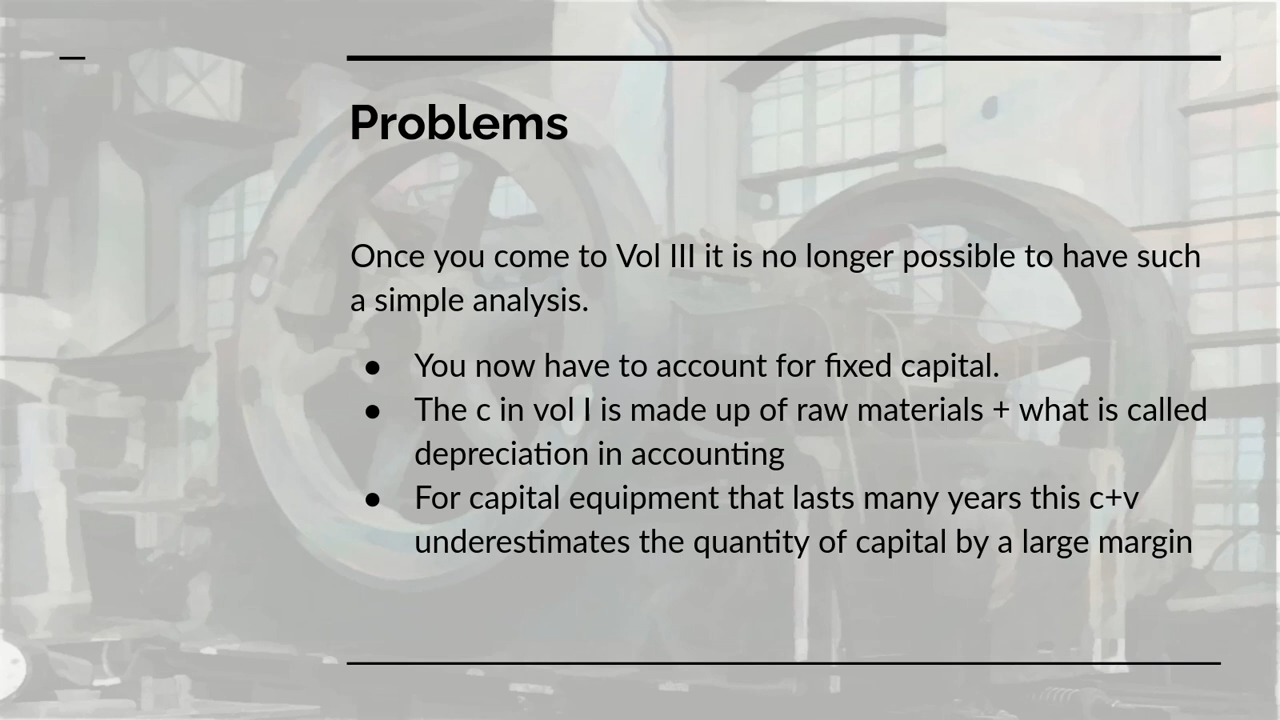 Problems
Once you come to Vol III it is no longer possible to have such
a simple analysis.
● You now have to account for fixed capital.
● The c in vol I is made up of raw materials + what is called
depreciation in accounting
● For capital equipment that lasts many years this c+v
underestimates the quantity of capital by a large margin